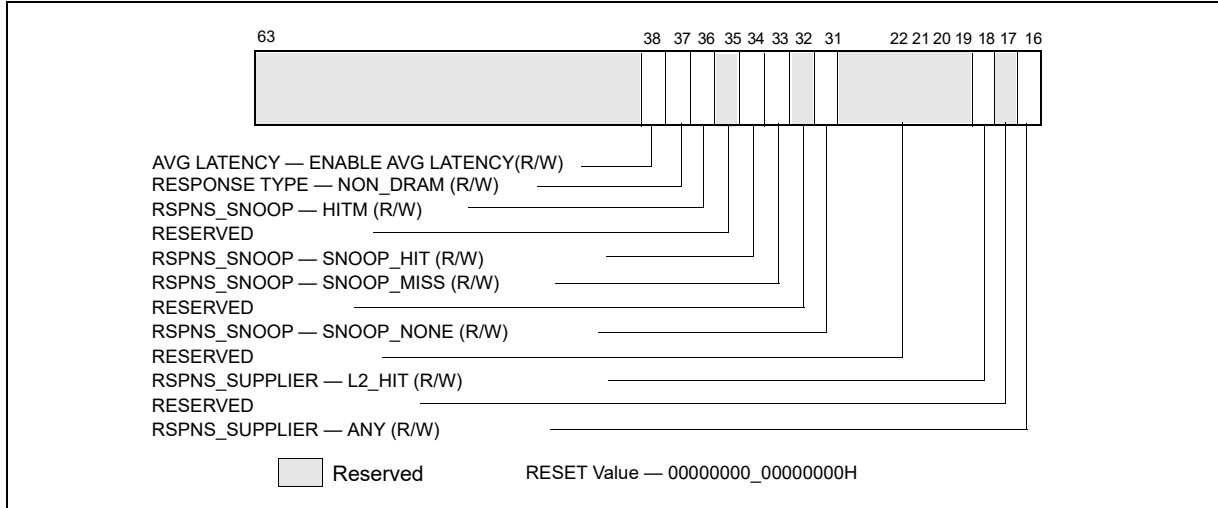 63 38 37 36 35 34 33 32 31 22 21 20 19 18 17 16
AVG LATENCY — ENABLE AVG LATENCY(R/W)
RESPONSE TYPE — NON_DRAM (R/W)
RSPNS_SNOOP — HITM (R/W)
RESERVED
RSPNS_SNOOP — SNOOP_HIT (R/W)
RSPNS_SNOOP — SNOOP_MISS (R/W)
RESERVED
RSPNS_SNOOP — SNOOP_NONE (R/W)
RESERVED
RSPNS_SUPPLIER — L2_HIT (R/W)
RESERVED
RSPNS_SUPPLIER — ANY (R/W)
Reserved RESET Value — 00000000_00000000H